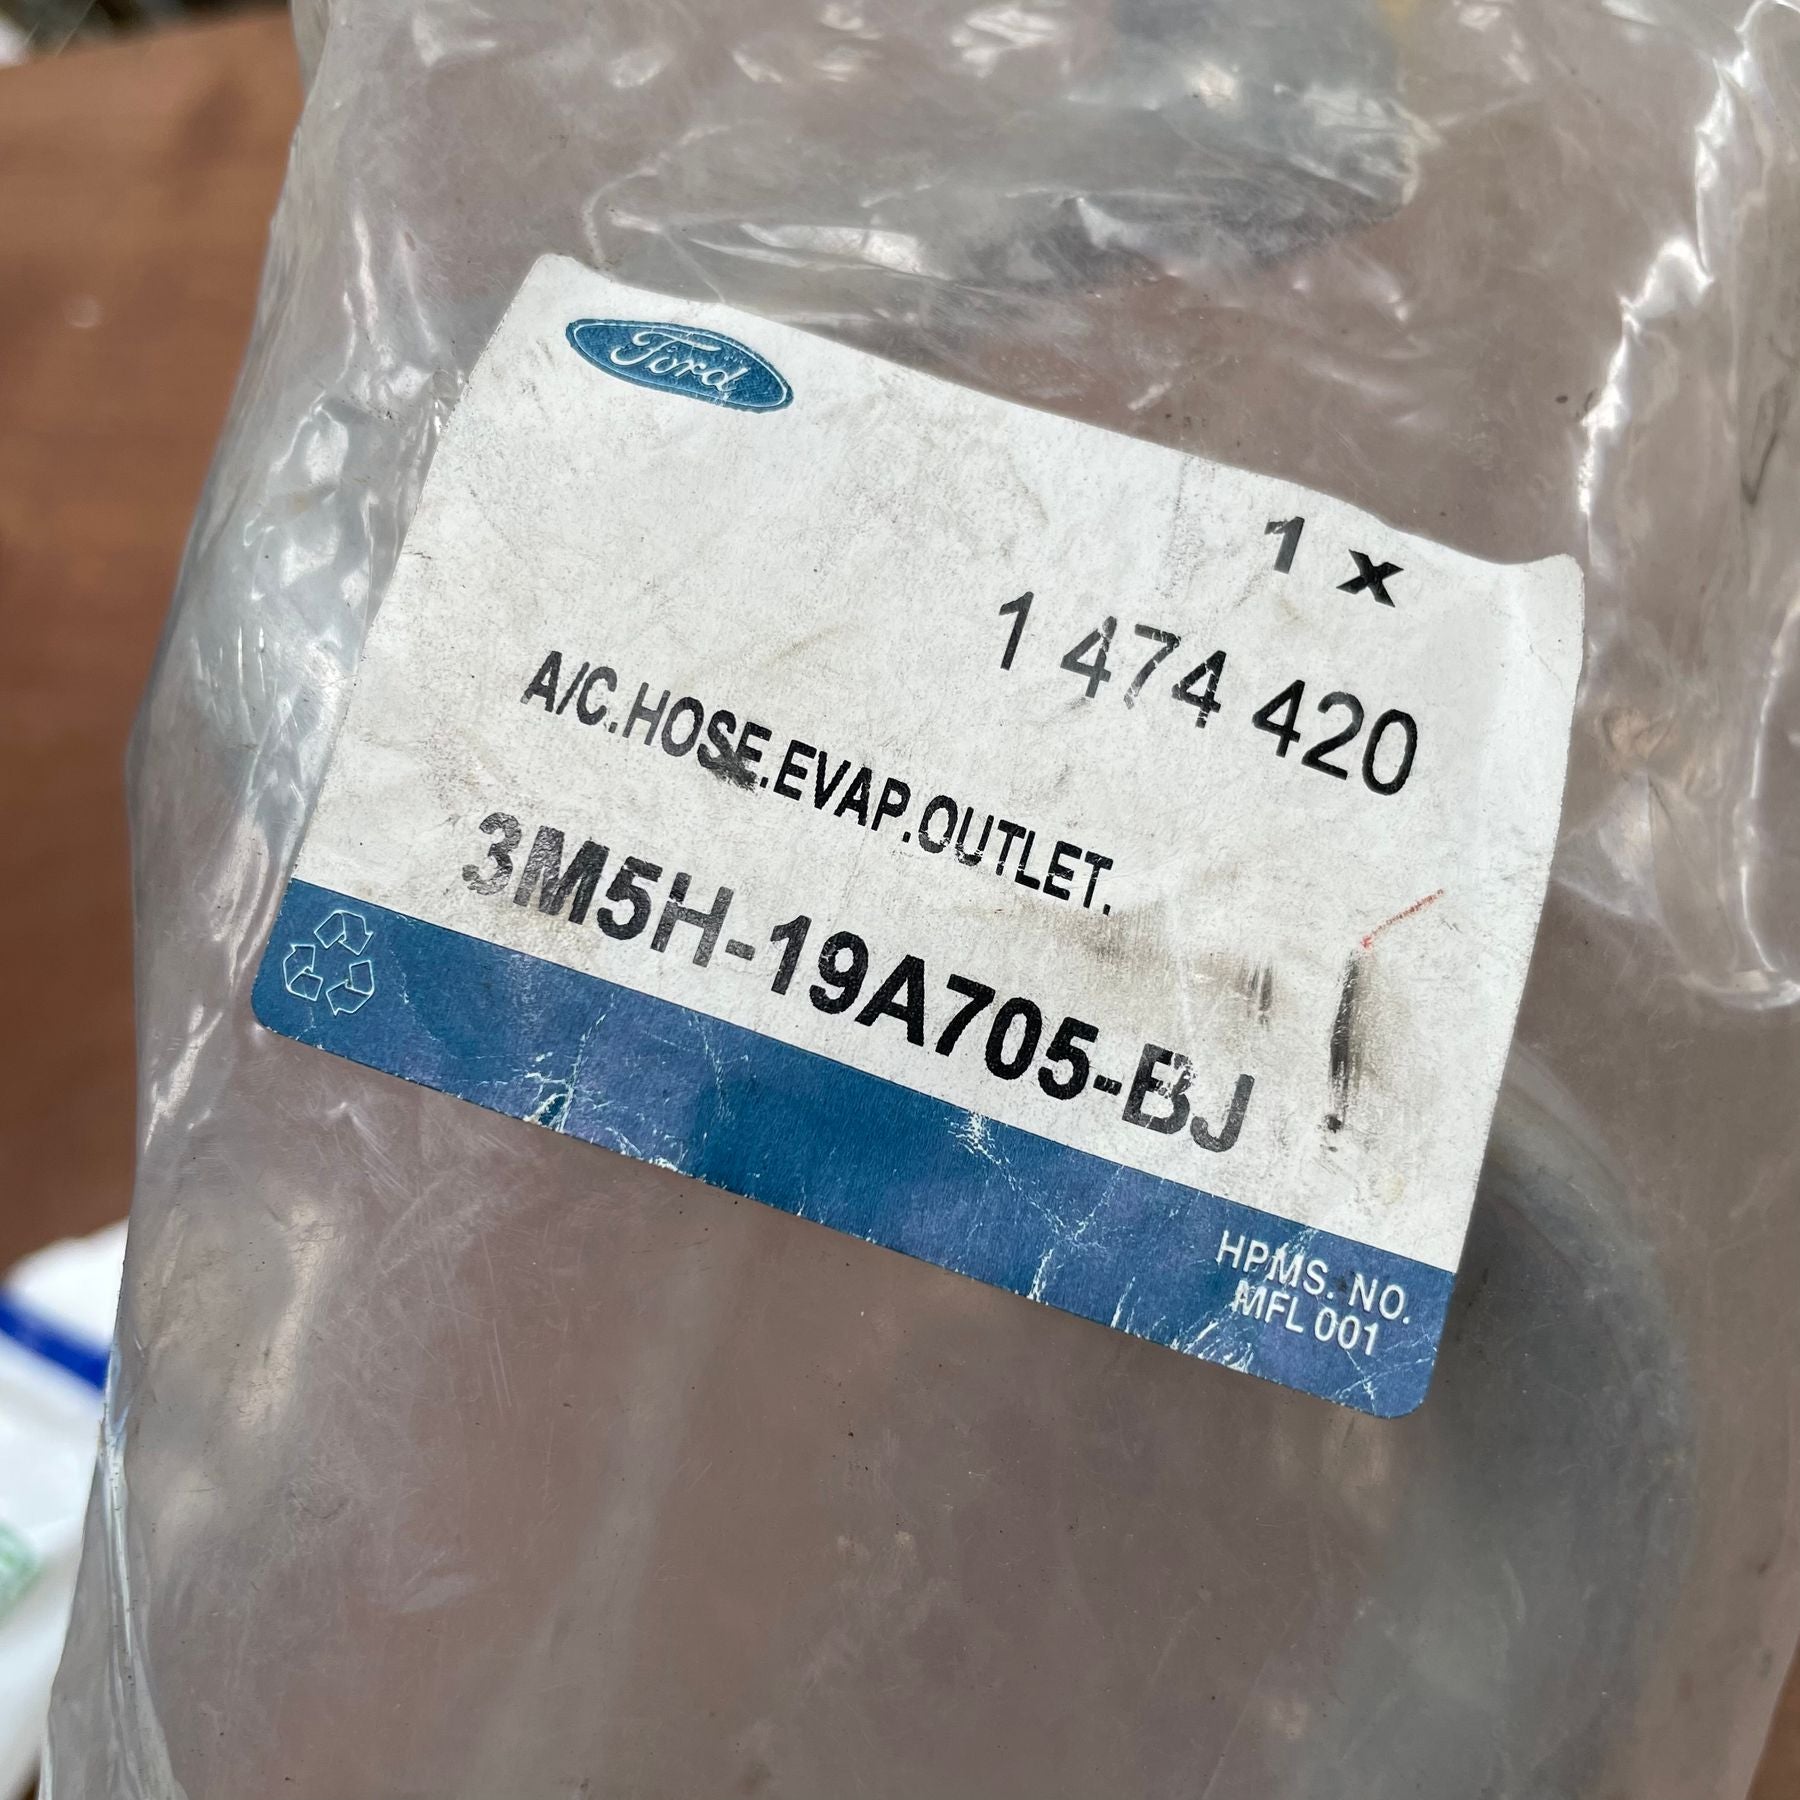 Ford
1 x
1 474 420
A/C.HOSE.EVAP.OUTLET.
3M5H-19A705-BJ
HPMS. NO.
MFL 001